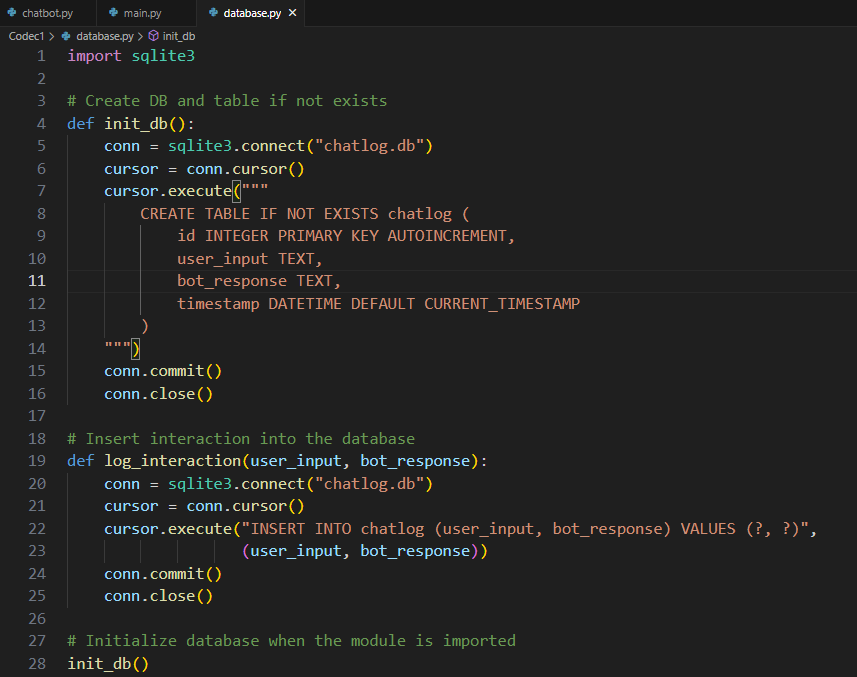 chatbot.py main.py database.py ×
Codec1 > database.py > init_db
1 import sqlite3
2
3 # Create DB and table if not exists
4 def init_db():
5     conn = sqlite3.connect("chatlog.db")
6     cursor = conn.cursor()
7     cursor.execute("""
8         CREATE TABLE IF NOT EXISTS chatlog (
9             id INTEGER PRIMARY KEY AUTOINCREMENT,
10             user_input TEXT,
11             bot_response TEXT,
12             timestamp DATETIME DEFAULT CURRENT_TIMESTAMP
13         )
14     """)
15     conn.commit()
16     conn.close()
17
18 # Insert interaction into the database
19 def log_interaction(user_input, bot_response):
20     conn = sqlite3.connect("chatlog.db")
21     cursor = conn.cursor()
22     cursor.execute("INSERT INTO chatlog (user_input, bot_response) VALUES (?, ?)",
23                    (user_input, bot_response))
24     conn.commit()
25     conn.close()
26
27 # Initialize database when the module is imported
28 init_db()